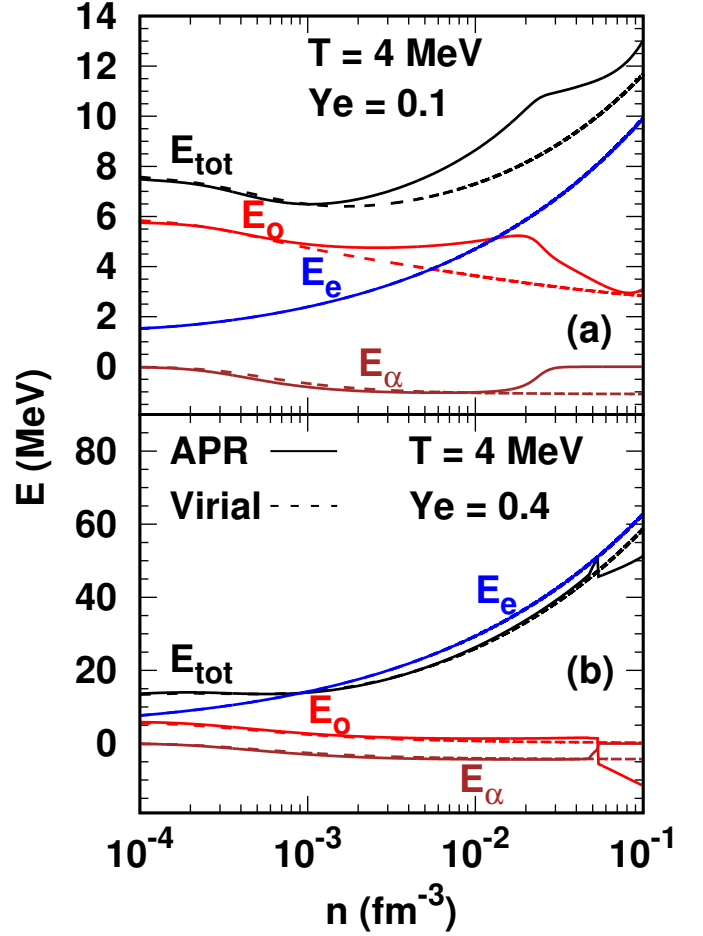 14
12
10
8
6
4
2
0
T = 4 MeV
Ye = 0.1
E_tot
E_o
E_e
E_α
(a)
E (MeV)
80
60
40
20
0
APR
Virial
T = 4 MeV
Ye = 0.4
E_e
E_tot
E_o
E_α
(b)
10^-4 10^-3 10^-2 10^-1
n (fm^-3)